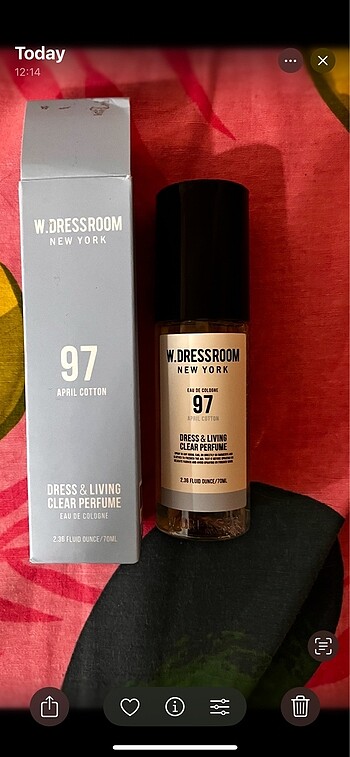 Today
12:14
W.DRESSROOM
NEW YORK
97
APRIL COTTON
DRESS & LIVING
CLEAR PERFUME
EAU DE COLOGNE
2.36 FLUID OUNCE/70ML
W.DRESSROOM
NEW YORK
EAU DE COLOGNE
97
APRIL COTTON
DRESS & LIVING
CLEAR PERFUME
2.36 FLUID OUNCE/70ML